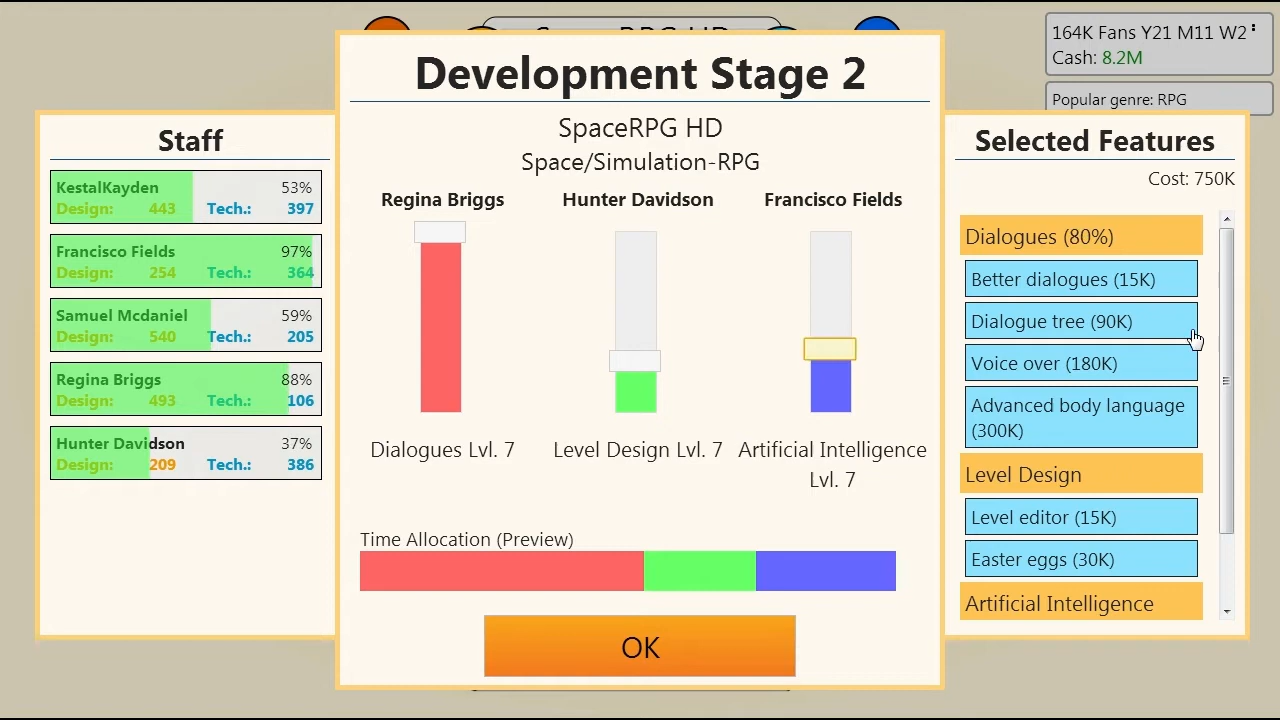 SpaceRPG HD
164K Fans Y21 M11 W2
Cash: 8.2M
Popular genre: RPG
Development Stage 2
SpaceRPG HD
Space/Simulation-RPG
Staff
KestalKayden 53%
Design: 443 Tech.: 397
Francisco Fields 97%
Design: 254 Tech.: 364
Samuel Mcdaniel 59%
Design: 540 Tech.: 205
Regina Briggs 88%
Design: 493 Tech.: 106
Hunter Davidson 37%
Design: 209 Tech.: 386
Regina Briggs Hunter Davidson Francisco Fields
Dialogues Lvl. 7 Level Design Lvl. 7 Artificial Intelligence
Lvl. 7
Time Allocation (Preview)
OK
Selected Features
Cost: 750K
Dialogues (80%)
Better dialogues (15K)
Dialogue tree (90K)
Voice over (180K)
Advanced body language
(300K)
Level Design
Level editor (15K)
Easter eggs (30K)
Artificial Intelligence